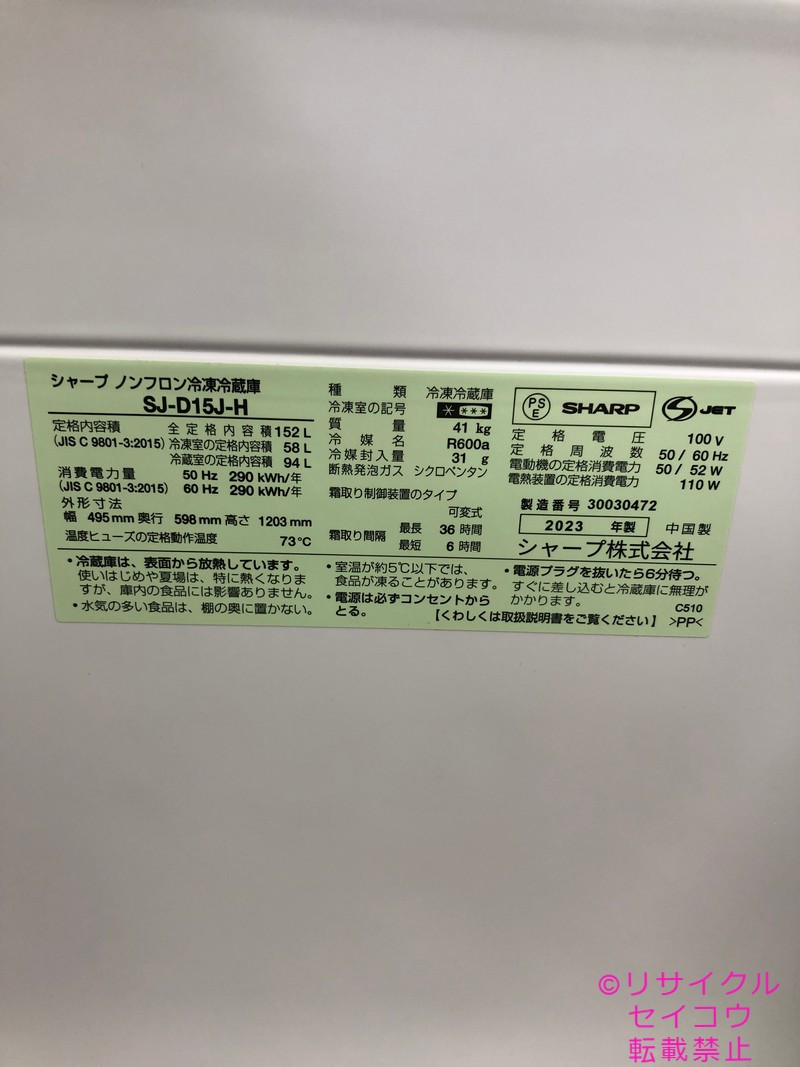 シャープ ノンフロン冷凍冷蔵庫
SJ-D15J-H
定格内容積 全定格内容積 152 L
(JIS C 9801-3:2015) 冷凍室の定格内容積 58 L
冷蔵室の定格内容積 94 L
消費電力量 50 Hz 290 kWh/年
(JIS C 9801-3:2015) 60 Hz 290 kWh/年
外形寸法
幅 495 mm 奥行 598 mm 高さ 1203 mm
温度ヒューズの定格動作温度 73℃
種類 冷凍冷蔵庫
冷凍室の記号 ****
質量 41 kg
冷媒名 R600a
冷媒封入量 31 g
断熱発泡ガス シクロペンタン
霜取り制御装置のタイプ
可変式
霜取り間隔 最長 36 時間
最短 6 時間
PSE SHARP S JET
定格電圧 100 V
定格周波数 50 / 60 Hz
電動機の定格消費電力 50 / 52 W
電熱装置の定格消費電力 110 W
製造番号 30030472
2023 年製 中国製
シャープ株式会社
・冷蔵庫は、表面から放熱しています。
使いはじめや夏場は、特に熱くなりま
すが、庫内の食品には影響ありません。
・水気の多い食品は、棚の奥に置かない。
・室温が約5℃以下では、
食品が凍ることがあります。
・電源は必ずコンセントから
とる。
・電源プラグを抜いたら6分待つ。
すぐに差し込むと冷蔵庫に無理が
かかります。
C510
【くわしくは取扱説明書をご覧ください】 >PP<
©リサイクル
セイコウ
転載禁止